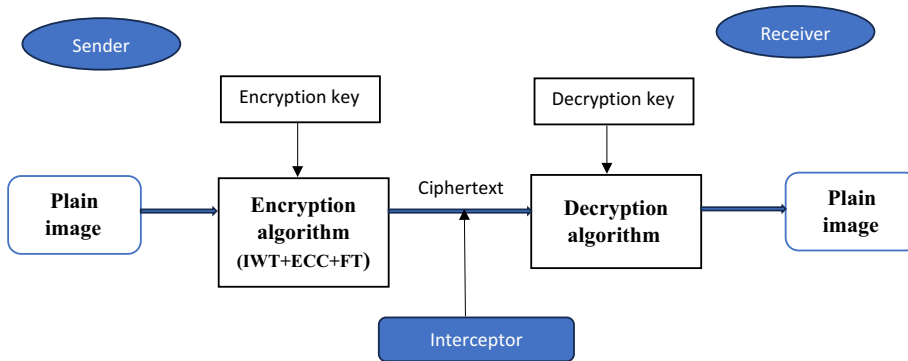 Sender
Receiver
Encryption key
Decryption key
Plain
image
Encryption
algorithm
(IWT+ECC+FT)
Ciphertext
Decryption
algorithm
Plain
image
Interceptor